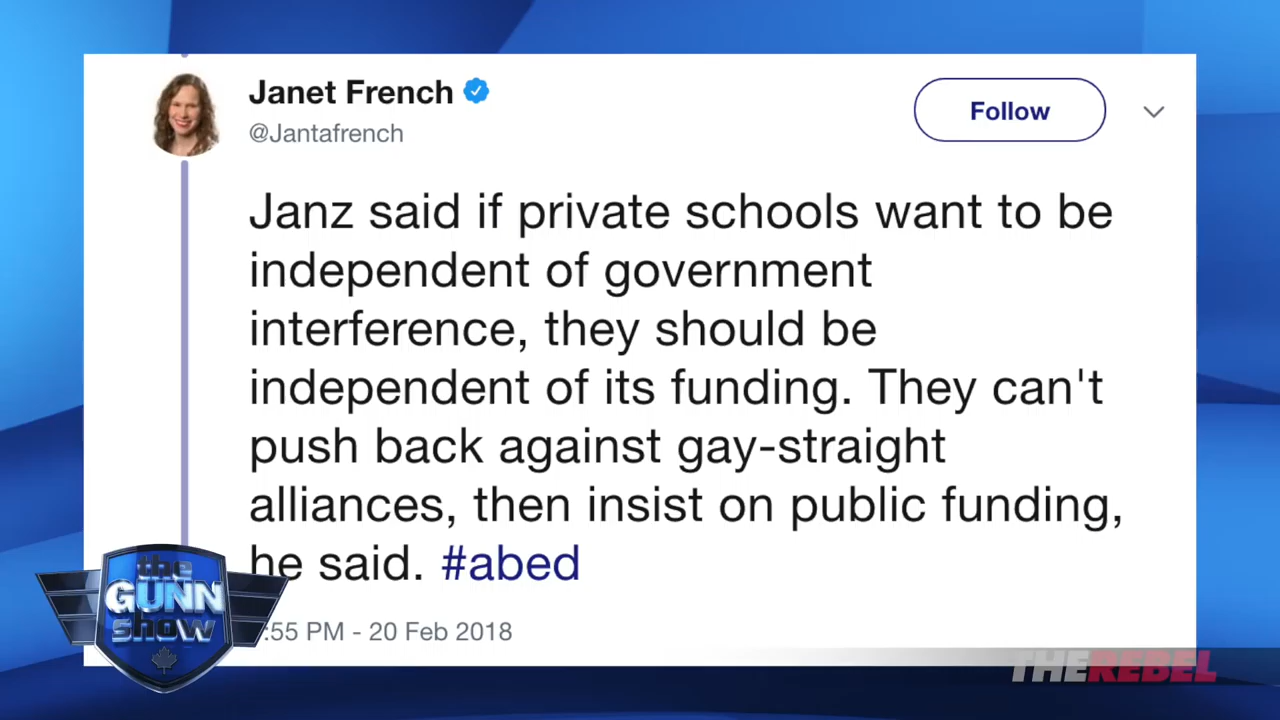 Janet French
@Jantafrench
Follow
Janz said if private schools want to be
independent of government
interference, they should be
independent of its funding. They can't
push back against gay-straight
alliances, then insist on public funding,
he said. #abed
:55 PM - 20 Feb 2018
the
GUNN
show
THEREBEL